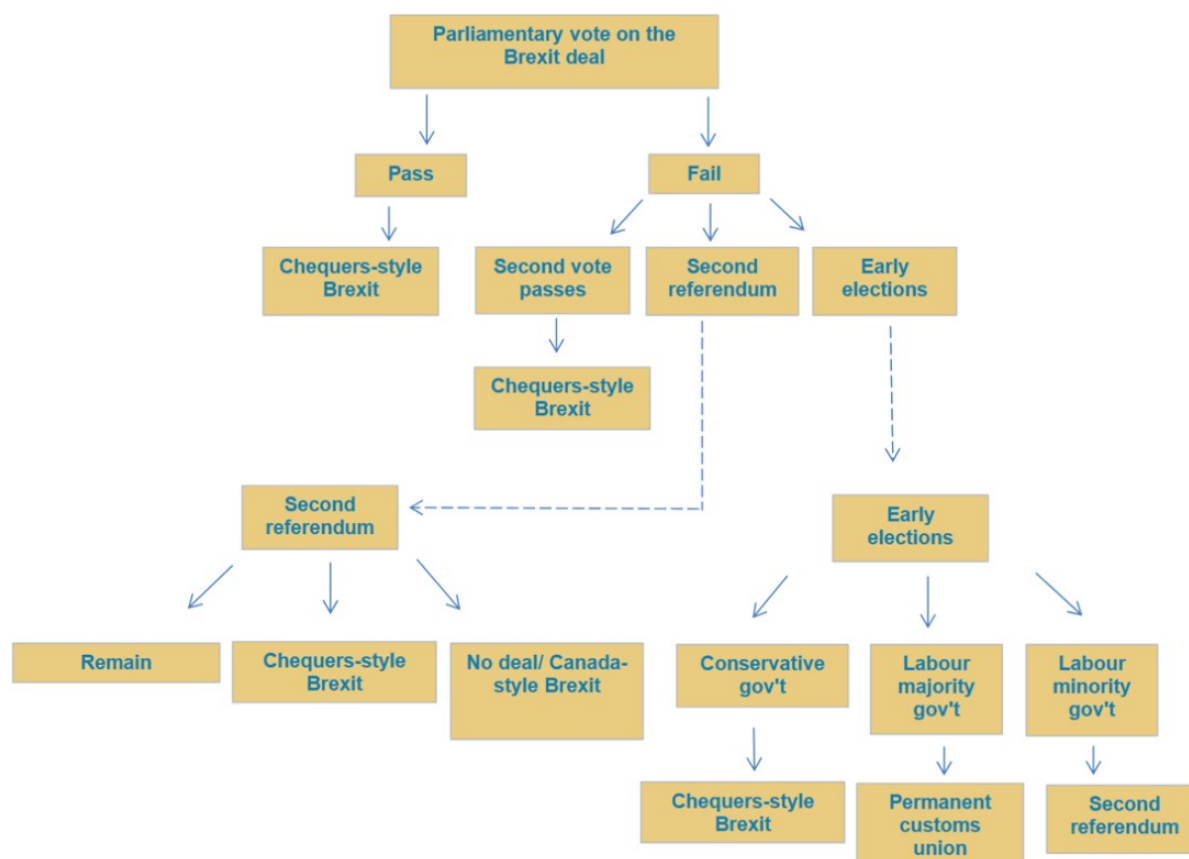 Parliamentary vote on the
Brexit deal
Pass
Fail
Chequers-style
Brexit
Second vote
passes
Second
referendum
Early
elections
Chequers-style
Brexit
Second
referendum
Early
elections
Remain
Chequers-style
Brexit
No deal/ Canada-
style Brexit
Conservative
gov't
Labour
majority
gov't
Labour
minority
gov't
Chequers-style
Brexit
Permanent
customs
union
Second
referendum